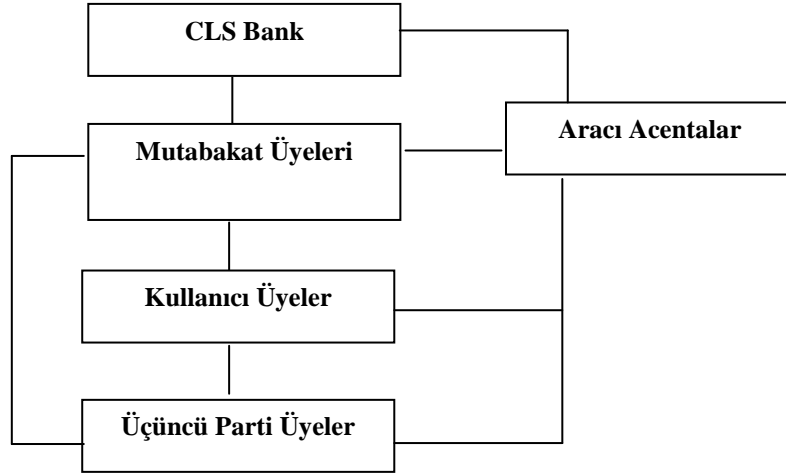 CLS Bank
Aracı Acentalar
Mutabakat Üyeleri
Kullanıcı Üyeler
Üçüncü Parti Üyeler